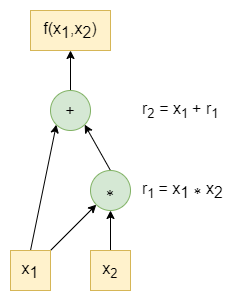 f(x₁,x₂)
+
r₂ = x₁ + r₁
*
r₁ = x₁ * x₂
x₁
x₂